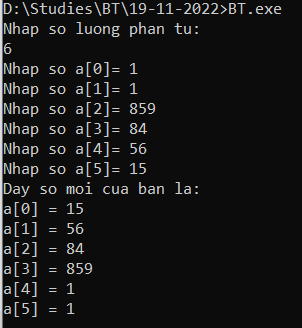 D:\Studies\BT\19-11-2022>BT.exe
Nhap so luong phan tu:
6
Nhap so a[0]= 1
Nhap so a[1]= 1
Nhap so a[2]= 859
Nhap so a[3]= 84
Nhap so a[4]= 56
Nhap so a[5]= 15
Day so moi cua ban la:
a[0] = 15
a[1] = 56
a[2] = 84
a[3] = 859
a[4] = 1
a[5] = 1